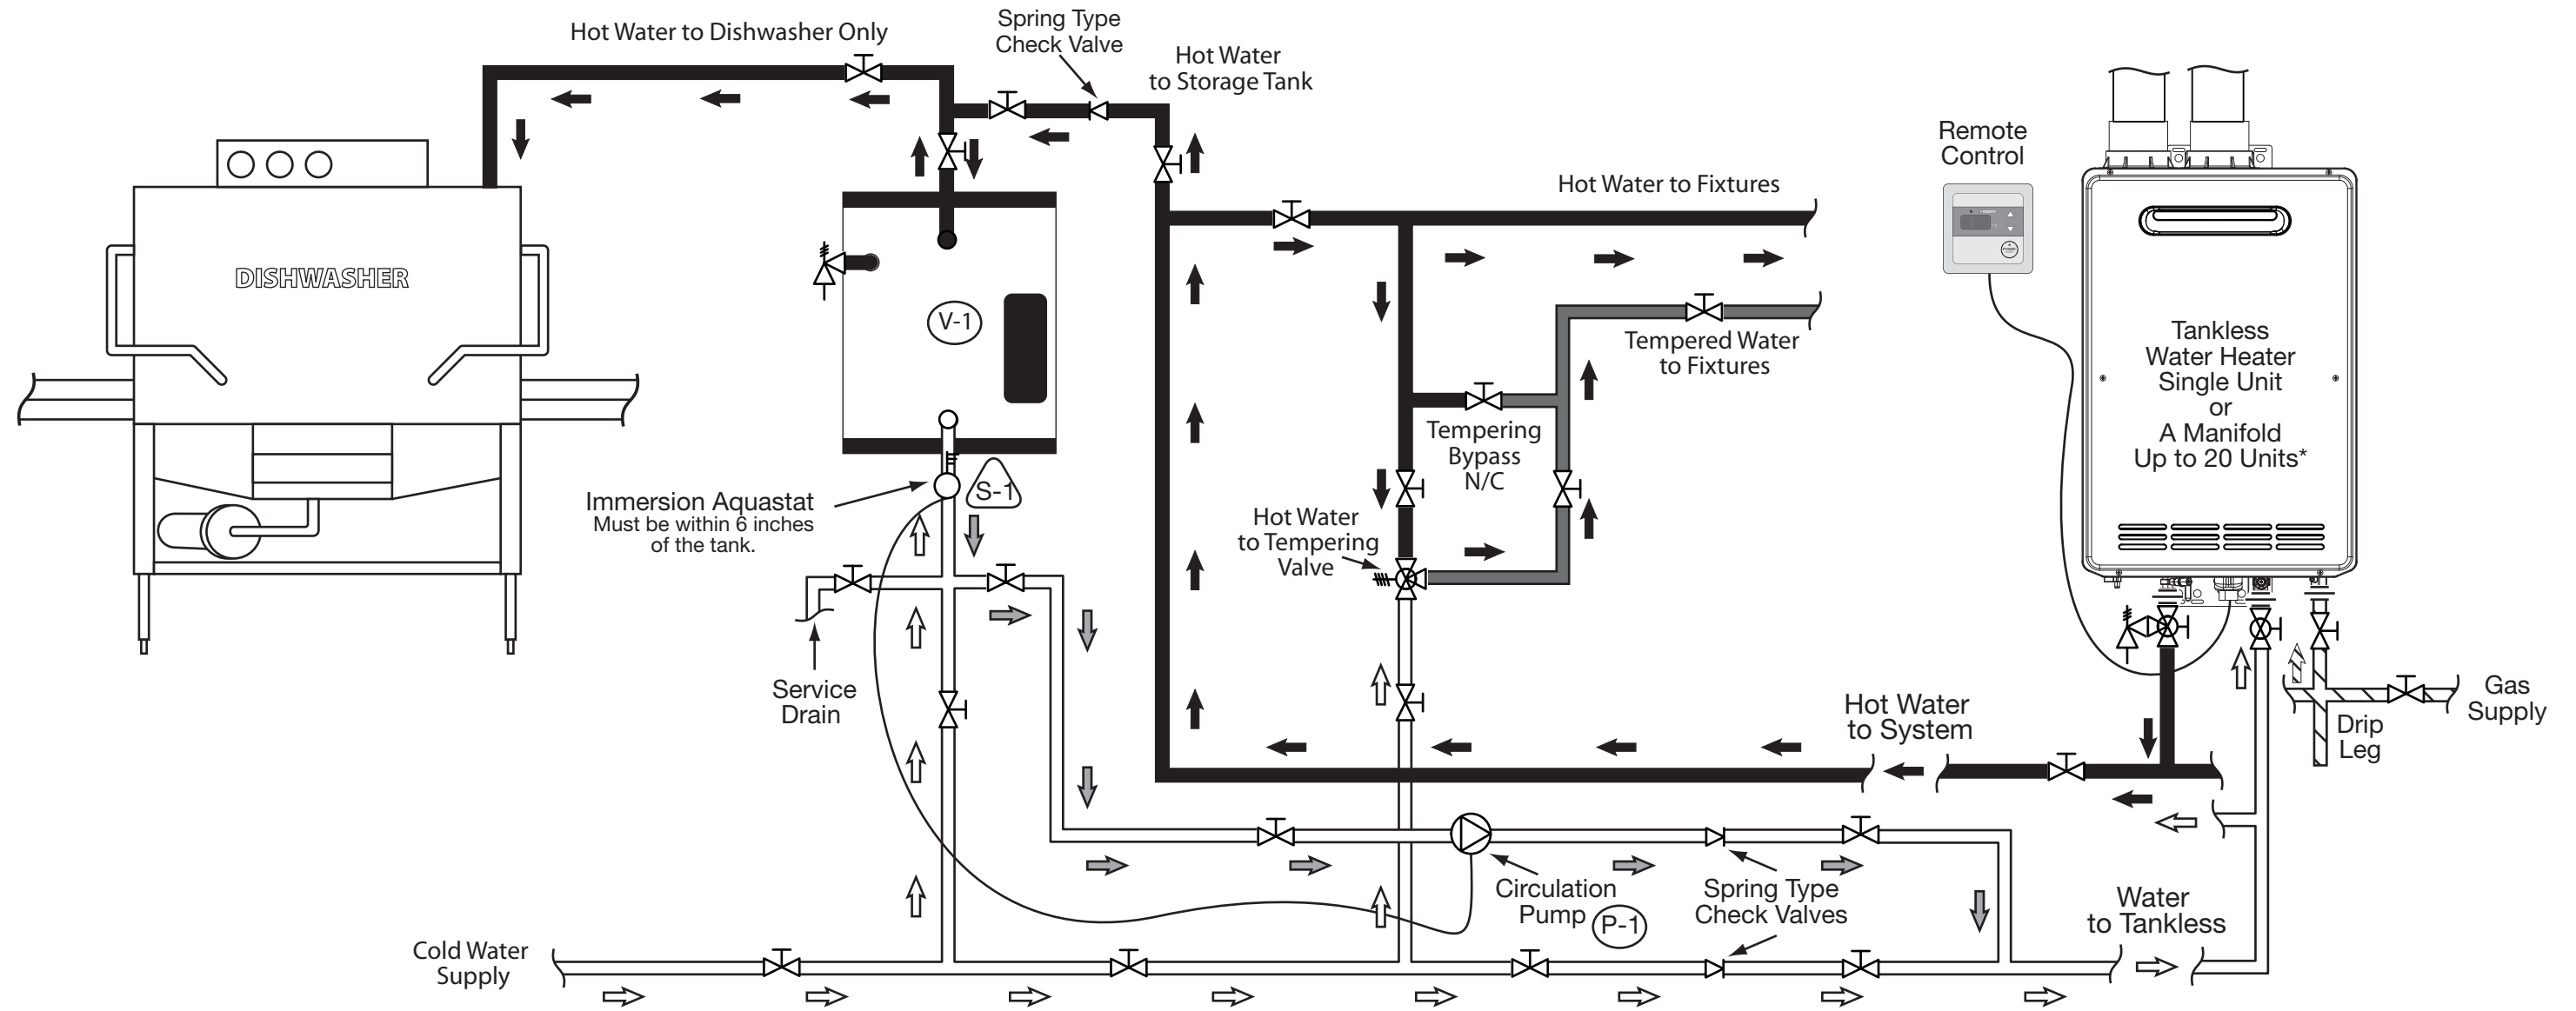 Hot Water to Dishwasher Only
Spring Type
Check Valve
Hot Water
to Storage Tank
Remote
Control
Hot Water to Fixtures
DISHWASHER
V-1
Tempered Water
to Fixtures
Tankless
Water Heater
Single Unit
or
A Manifold
Up to 20 Units*
Tempering
Bypass
N/C
Immersion Aquastat
Must be within 6 inches
of the tank.
S-1
Hot Water
to Tempering
Valve
Service
Drain
Hot Water
to System
Gas
Supply
Drip
Leg
Circulation
Pump
P-1
Spring Type
Check Valves
Water
to Tankless
Cold Water
Supply